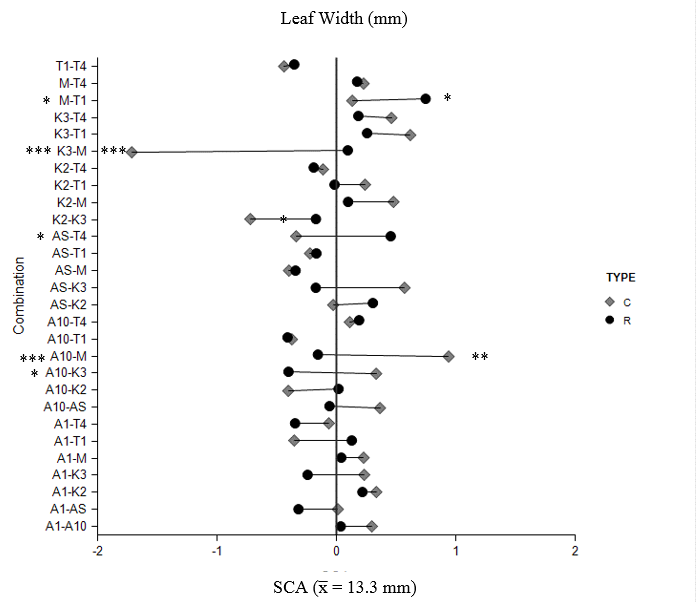 Leaf Width (mm)
T1-T4
M-T4
* M-T1 *
K3-T4
K3-T1
*** K3-M ***
K2-T4
K2-T1
K2-M
K2-K3 *
* AS-T4
AS-T1
AS-M
AS-K3
AS-K2
A10-T4
A10-T1
*** A10-M **
* A10-K3
A10-K2
A10-AS
A1-T4
A1-T1
A1-M
A1-K3
A1-K2
A1-AS
A1-A10
Combination
-2 -1 0 1 2
SCA (x̅ = 13.3 mm)
TYPE
C
R